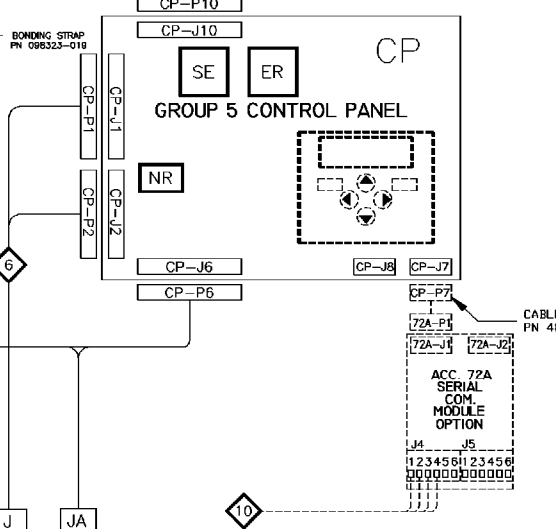 CP-P10
BONDING STRAP
PN 098323-019
CP-J10
CP
SE
ER
GROUP 5 CONTROL PANEL
CP-P1
CP-J1
NR
CP-P2
CP-J2
6
CP-J6
CP-J8
CP-J7
CP-P6
CP-P7
72A-P1
72A-J1
72A-J2
ACC. 72A
SERIAL
COM.
MODULE
OPTION
J4
J5
123456
123456
10
J
JA